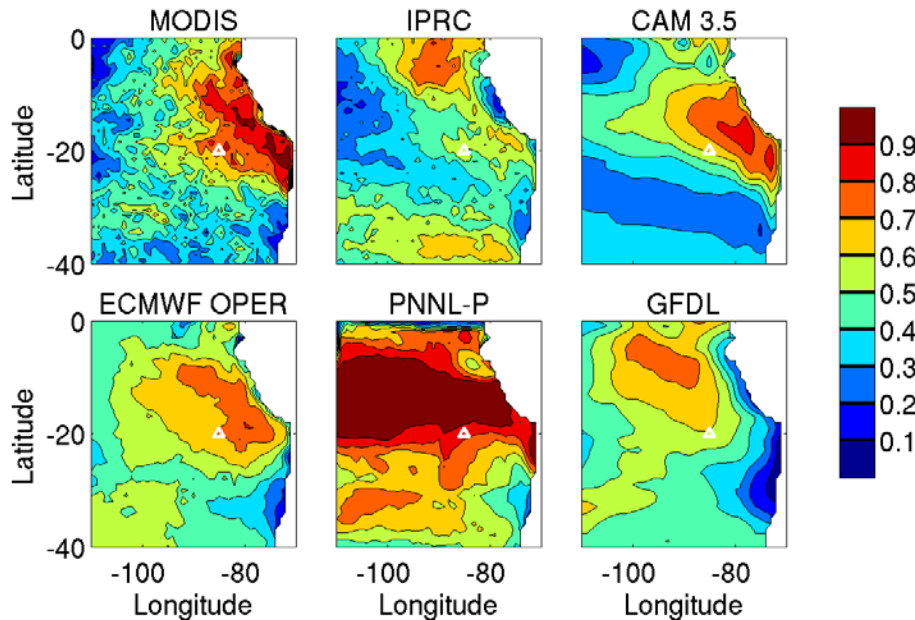 MODIS IPRC CAM 3.5
0
-20
-40
Latitude
ECMWF OPER PNNL-P GFDL
0
-20
-40
Latitude
-100 -80 -100 -80 -100 -80
Longitude Longitude Longitude
0.9
0.8
0.7
0.6
0.5
0.4
0.3
0.2
0.1